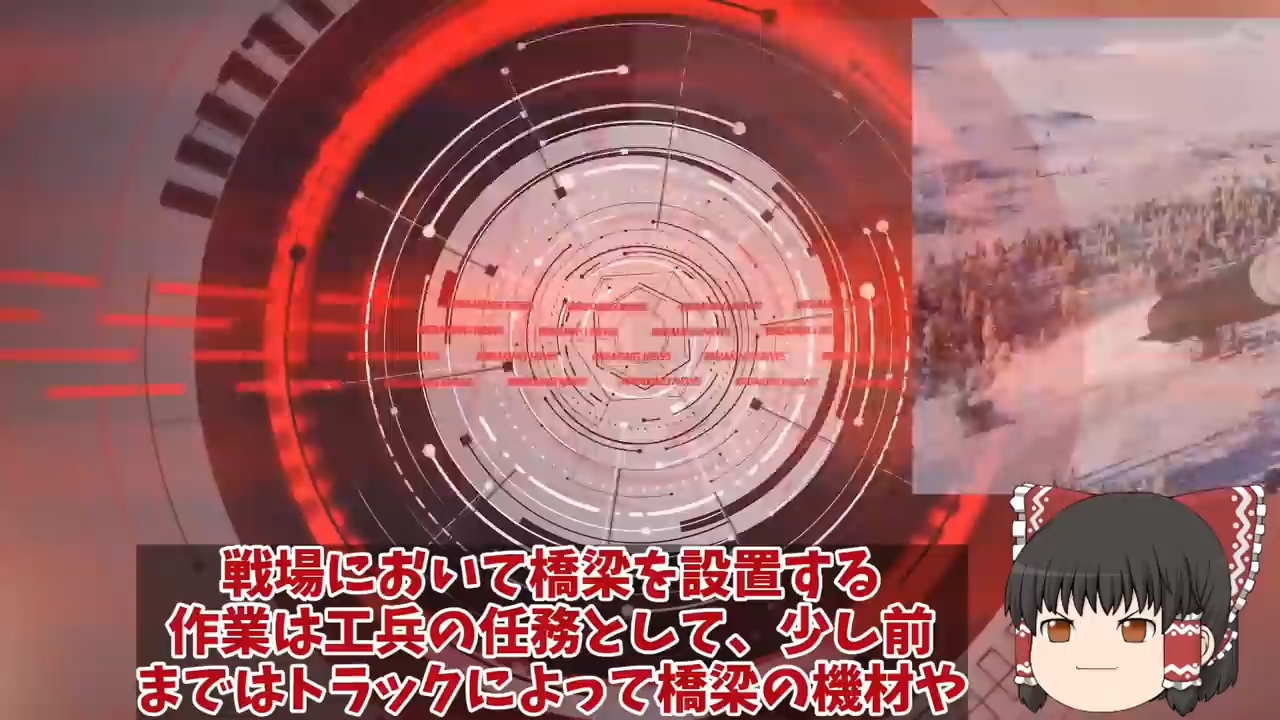 BREAKING NEWS
戦場において橋梁を設置する
作業は工兵の任務として、少し前
まではトラックによって橋梁の機材や